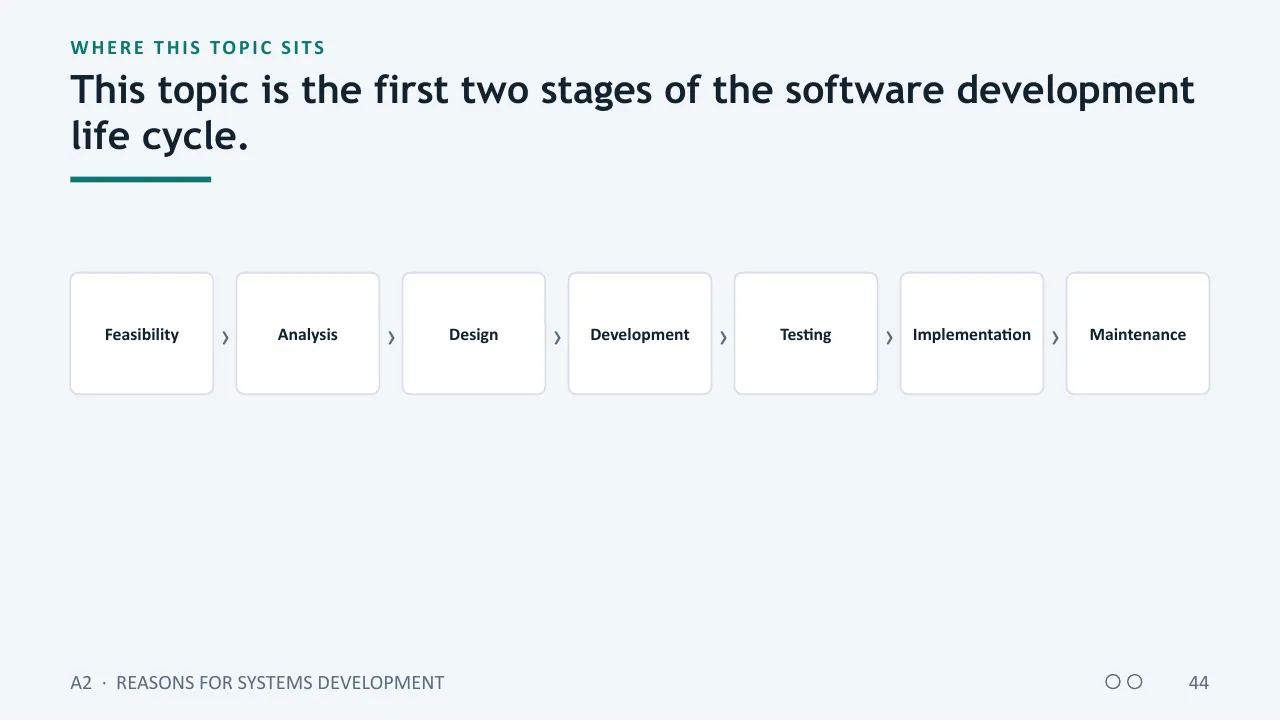 WHERE THIS TOPIC SITS
This topic is the first two stages of the software development
life cycle.
Feasibility › Analysis › Design › Development › Testing › Implementation › Maintenance
A2 · REASONS FOR SYSTEMS DEVELOPMENT
44